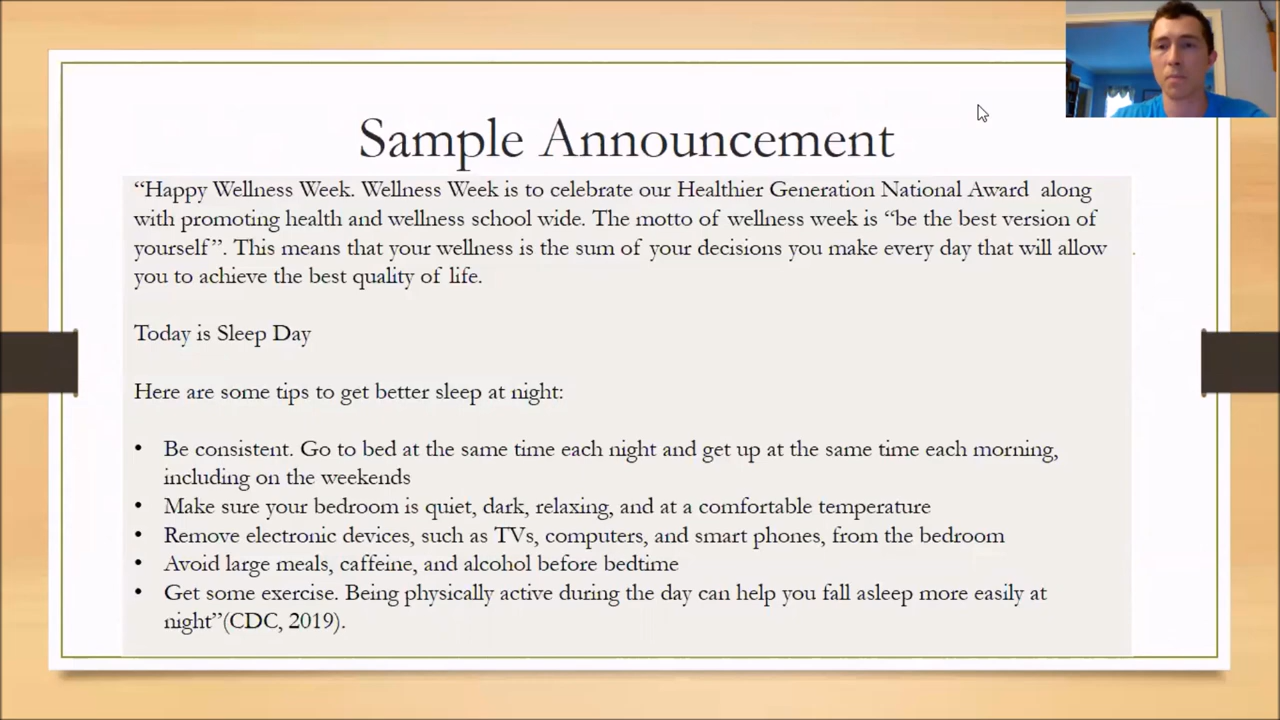 Sample Announcement
“Happy Wellness Week. Wellness Week is to celebrate our Healthier Generation National Award along
with promoting health and wellness school wide. The motto of wellness week is “be the best version of
yourself”. This means that your wellness is the sum of your decisions you make every day that will allow
you to achieve the best quality of life.
Today is Sleep Day
Here are some tips to get better sleep at night:
• Be consistent. Go to bed at the same time each night and get up at the same time each morning,
including on the weekends
• Make sure your bedroom is quiet, dark, relaxing, and at a comfortable temperature
• Remove electronic devices, such as TVs, computers, and smart phones, from the bedroom
• Avoid large meals, caffeine, and alcohol before bedtime
• Get some exercise. Being physically active during the day can help you fall asleep more easily at
night”(CDC, 2019).